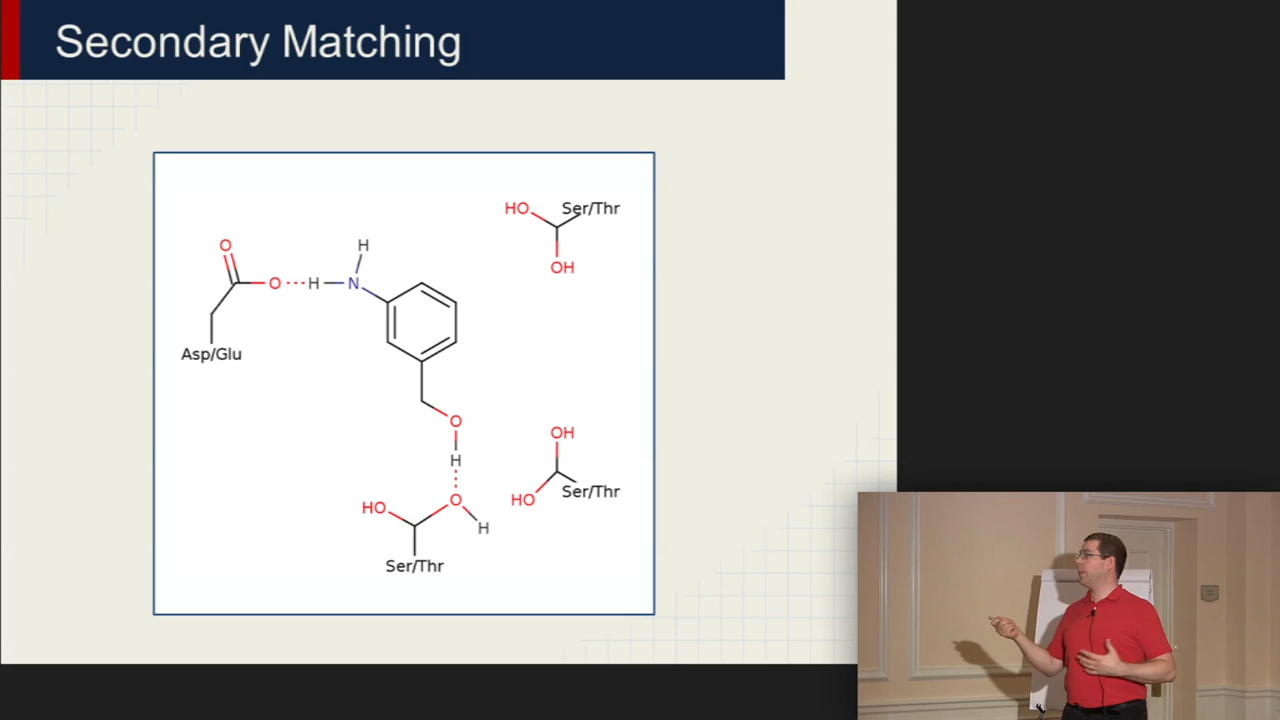 Secondary Matching
HO
Ser/Thr
OH
O
H
O
H
N
Asp/Glu
O
H
OH
HO
Ser/Thr
HO
O
H
Ser/Thr